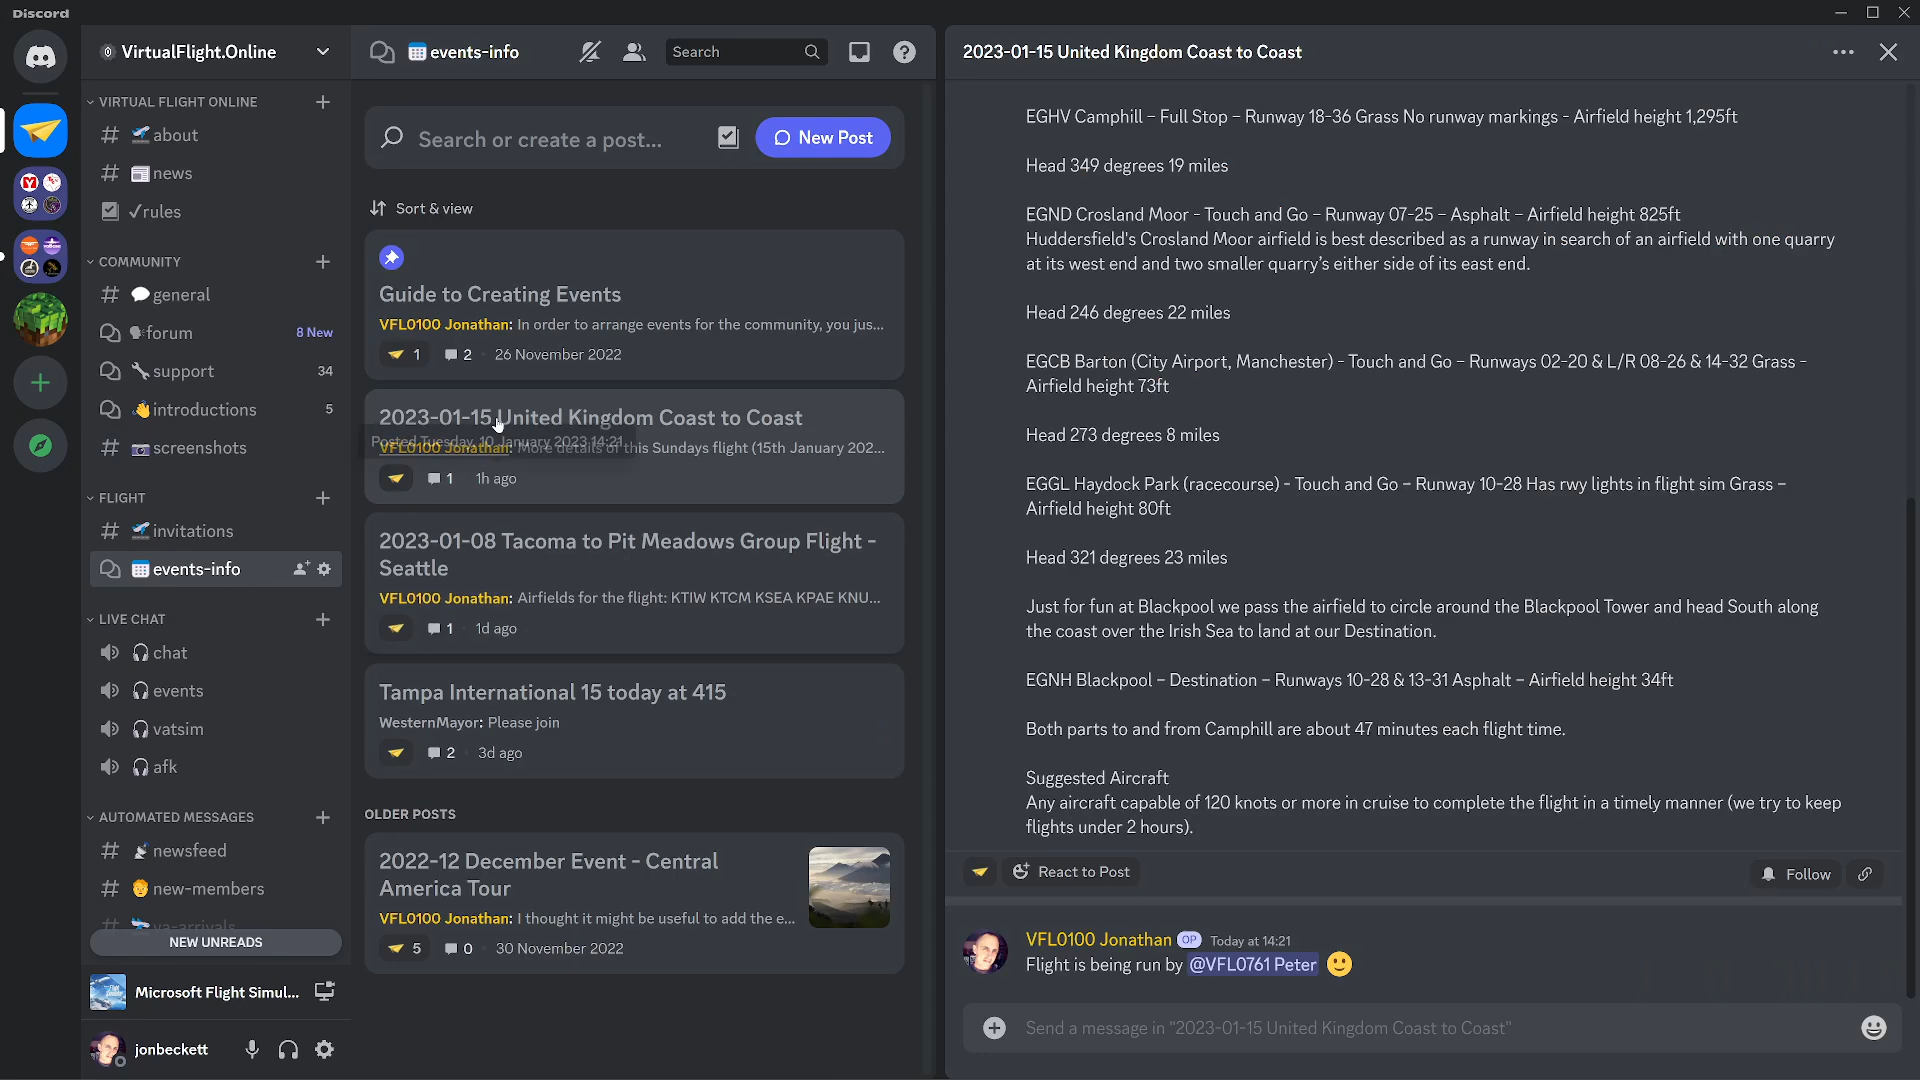 Discord
VirtualFlight.Online
VIRTUAL FLIGHT ONLINE
about
news
✓rules
COMMUNITY
general
forum 8 New
support 34
introductions 5
screenshots
FLIGHT
invitations
events-info
LIVE CHAT
chat
events
vatsim
afk
AUTOMATED MESSAGES
newsfeed
new-members
va-arrivals
NEW UNREADS
Microsoft Flight Simul...
jonbeckett
events-info
Search
Search or create a post...
New Post
Sort & view
Guide to Creating Events
VFL0100 Jonathan: In order to arrange events for the community, you jus...
1 2 • 26 November 2022
2023-01-15 United Kingdom Coast to Coast
Posted Tuesday, 10 January 2023 14:21
VFL0100 Jonathan: More details of this Sundays flight (15th January 202...
1 1h ago
2023-01-08 Tacoma to Pit Meadows Group Flight -
Seattle
VFL0100 Jonathan: Airfields for the flight: KTIW KTCM KSEA KPAE KNU...
1 1d ago
Tampa International 15 today at 415
WesternMayor: Please join
2 3d ago
OLDER POSTS
2022-12 December Event - Central
America Tour
VFL0100 Jonathan: I thought it might be useful to add the e...
5 0 • 30 November 2022
2023-01-15 United Kingdom Coast to Coast
EGHV Camphill – Full Stop – Runway 18-36 Grass No runway markings - Airfield height 1,295ft
Head 349 degrees 19 miles
EGND Crosland Moor - Touch and Go – Runway 07-25 – Asphalt – Airfield height 825ft
Huddersfield's Crosland Moor airfield is best described as a runway in search of an airfield with one quarry
at its west end and two smaller quarry's either side of its east end.
Head 246 degrees 22 miles
EGCB Barton (City Airport, Manchester) - Touch and Go – Runways 02-20 & L/R 08-26 & 14-32 Grass -
Airfield height 73ft
Head 273 degrees 8 miles
EGGL Haydock Park (racecourse) - Touch and Go – Runway 10-28 Has rwy lights in flight sim Grass –
Airfield height 80ft
Head 321 degrees 23 miles
Just for fun at Blackpool we pass the airfield to circle around the Blackpool Tower and head South along
the coast over the Irish Sea to land at our Destination.
EGNH Blackpool – Destination – Runways 10-28 & 13-31 Asphalt – Airfield height 34ft
Both parts to and from Camphill are about 47 minutes each flight time.
Suggested Aircraft
Any aircraft capable of 120 knots or more in cruise to complete the flight in a timely manner (we try to keep
flights under 2 hours).
React to Post
Follow
VFL0100 Jonathan OP Today at 14:21
Flight is being run by @VFL0761 Peter 🙂
Send a message in "2023-01-15 United Kingdom Coast to Coast"